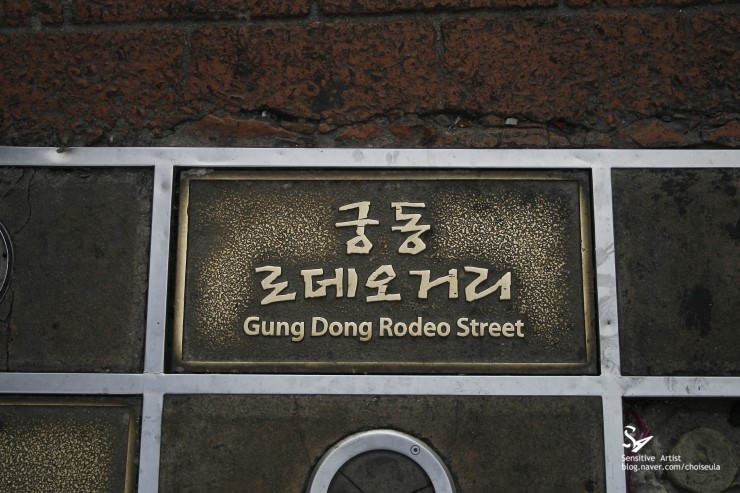 궁동
로데오거리
Gung Dong Rodeo Street
Sensitive Artist
blog.naver.com/choiseula